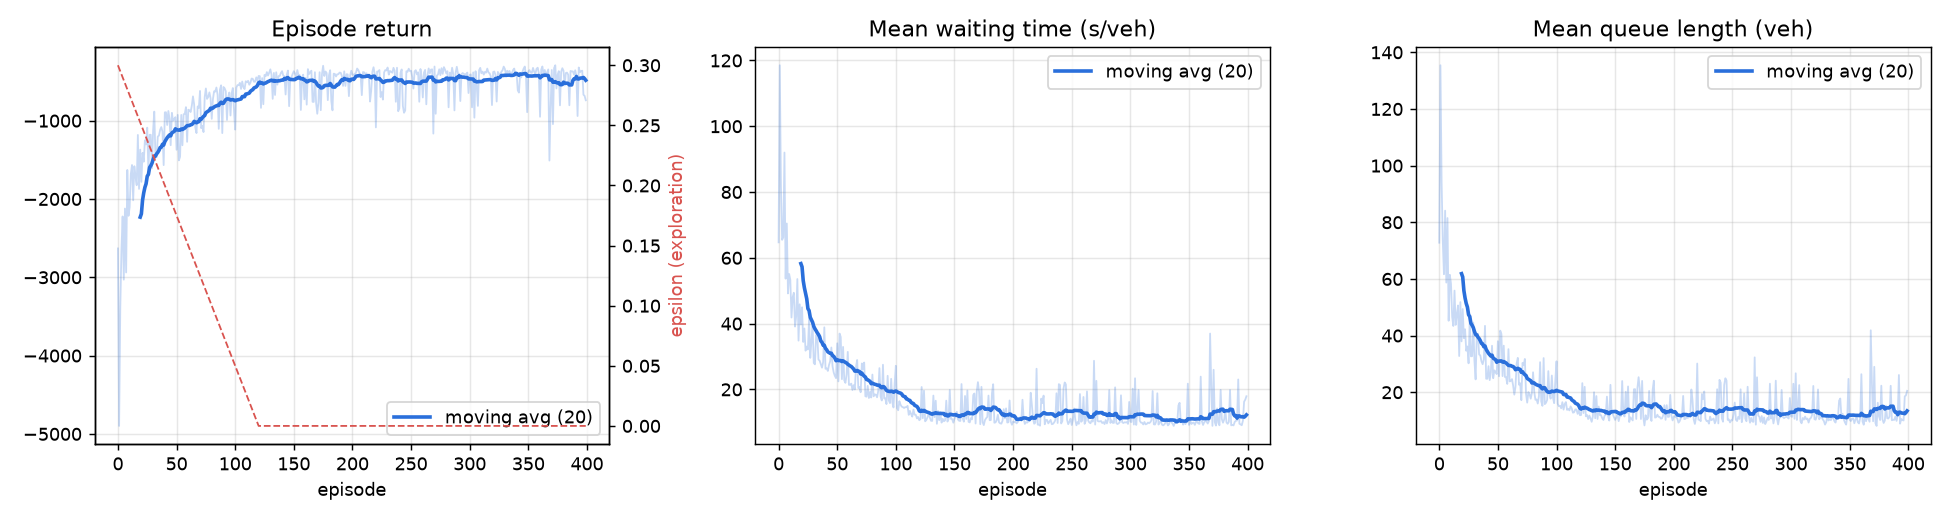 Episode return
−1000
−2000
−3000
−4000
−5000
0.30
0.25
0.20
0.15
0.10
0.05
0.00
epsilon (exploration)
moving avg (20)
0 50 100 150 200 250 300 350 400
episode
Mean waiting time (s/veh)
120
100
80
60
40
20
moving avg (20)
0 50 100 150 200 250 300 350 400
episode
Mean queue length (veh)
140
120
100
80
60
40
20
moving avg (20)
0 50 100 150 200 250 300 350 400
episode